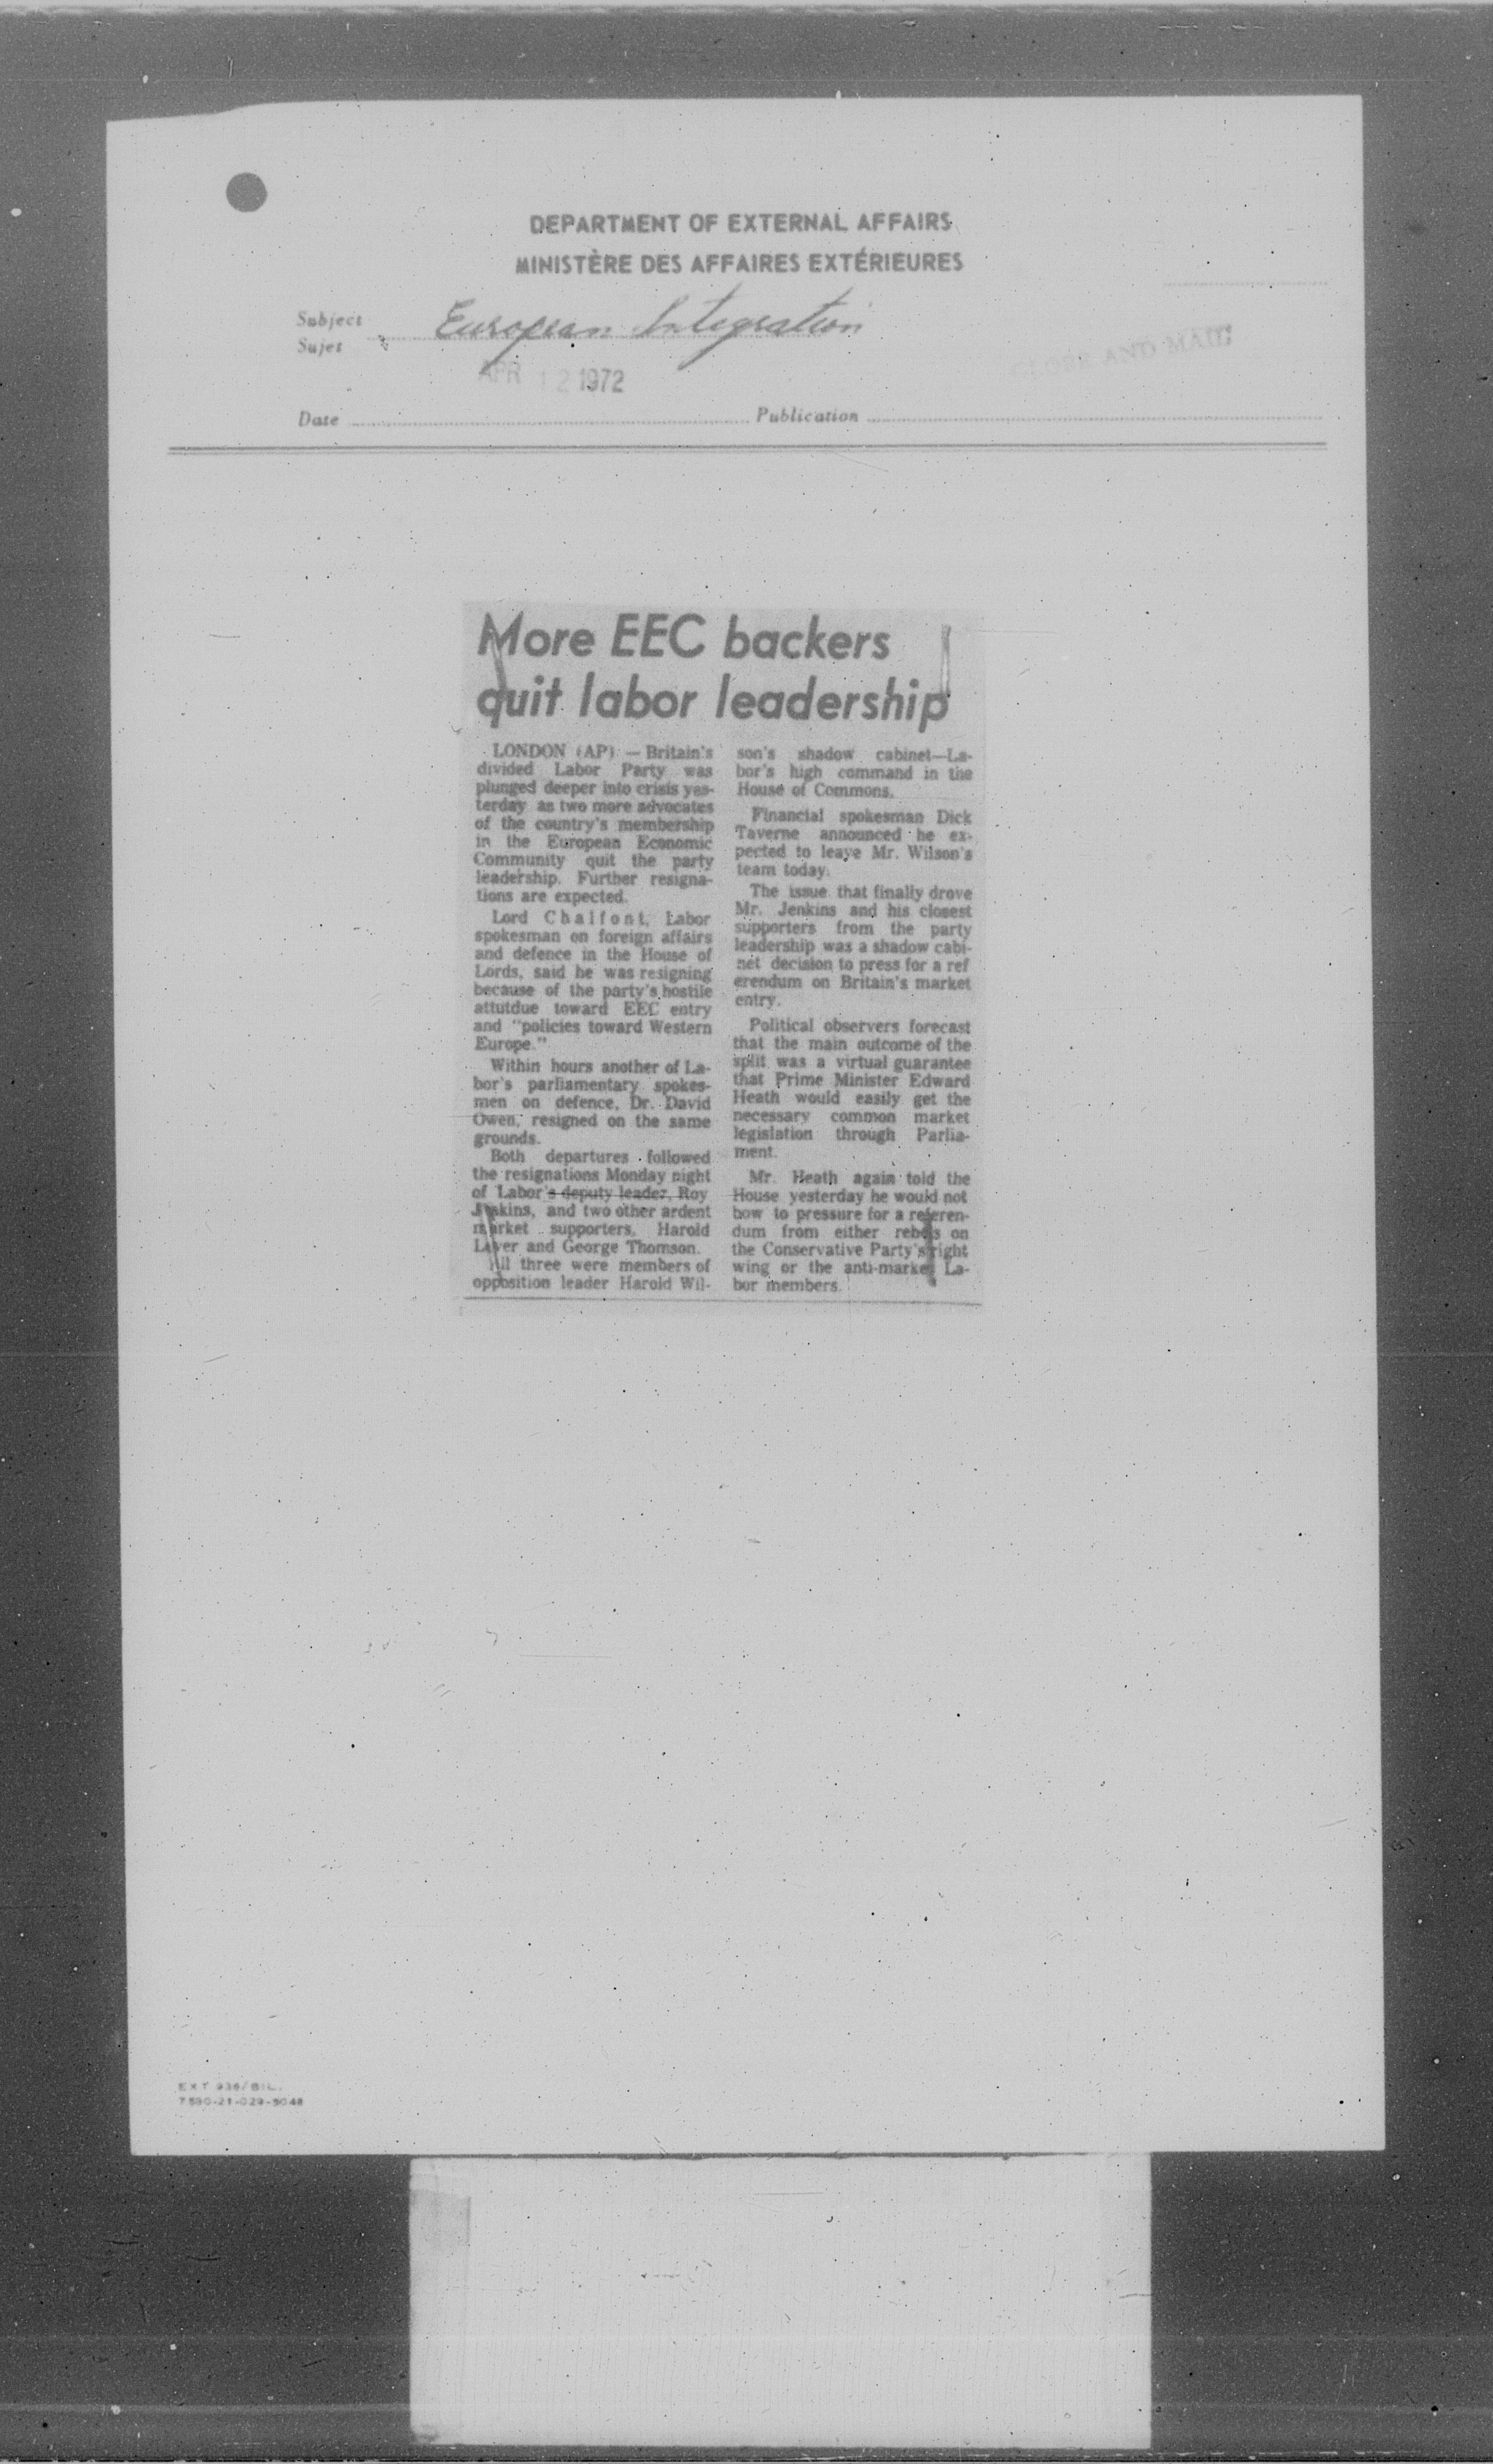 DEPARTMENT OF EXTERNAL AFFAIRS
MINISTÈRE DES AFFAIRES EXTÉRIEURES
Subject
Sujet
European Integration
GLOBE AND MAIL
APR 12 1972
Date
Publication
More EEC backers
quit labor leadership
LONDON (AP) — Britain's
divided Labor Party was
plunged deeper into crisis yes-
terday as two more advocates
of the country's membership
in the European Economic
Community quit the party
leadership. Further resigna-
tions are expected.
Lord Chalfont, Labor
spokesman on foreign affairs
and defence in the House of
Lords, said he was resigning
because of the party's hostile
attutdue toward EEC entry
and "policies toward Western
Europe."
Within hours another of La-
bor's parliamentary spokes-
men on defence, Dr. David
Owen, resigned on the same
grounds.
Both departures followed
the resignations Monday night
of Labor's deputy leader, Roy
Jenkins, and two other ardent
market supporters, Harold
Lever and George Thomson.
All three were members of
opposition leader Harold Wil-
son's shadow cabinet—La-
bor's high command in the
House of Commons.
Financial spokesman Dick
Taverne announced he ex-
pected to leave Mr. Wilson's
team today.
The issue that finally drove
Mr. Jenkins and his closest
supporters from the party
leadership was a shadow cabi-
net decision to press for a ref
erendum on Britain's market
entry.
Political observers forecast
that the main outcome of the
split was a virtual guarantee
that Prime Minister Edward
Heath would easily get the
necessary common market
legislation through Parlia-
ment.
Mr. Heath again told the
House yesterday he would not
bow to pressure for a referen-
dum from either rebels on
the Conservative Party's right
wing or the anti-market La-
bor members.
EXT 936/BIL.
7530-21-029-5048